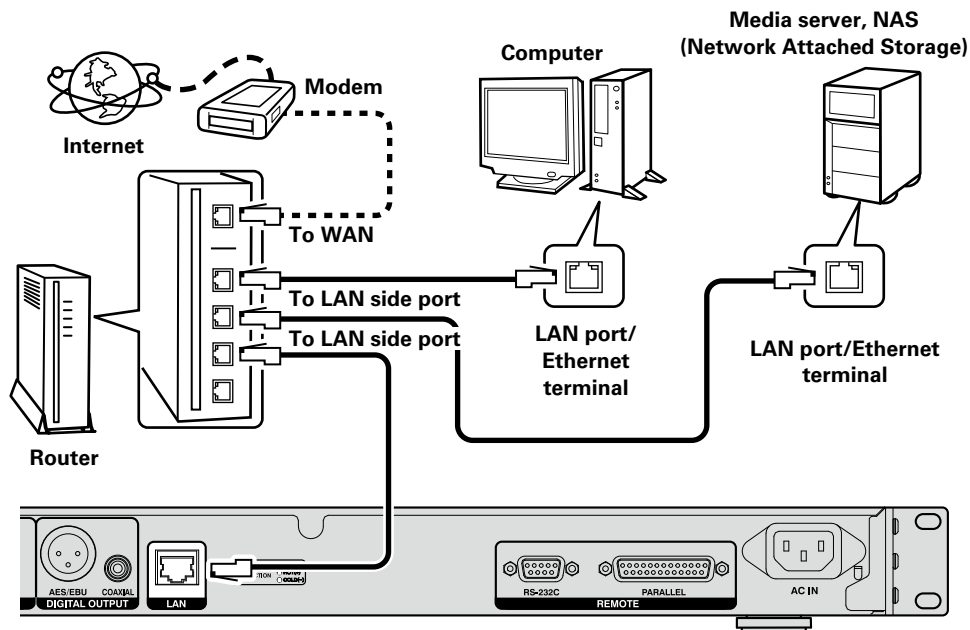 Media server, NAS
(Network Attached Storage)
Computer
Modem
Internet
To WAN
To LAN side port
To LAN side port
LAN port/
Ethernet
terminal
LAN port/Ethernet
terminal
Router
AES/EBU
COAXIAL
DIGITAL OUTPUT
LAN
COLD(-)
RS-232C
PARALLEL
REMOTE
AC IN